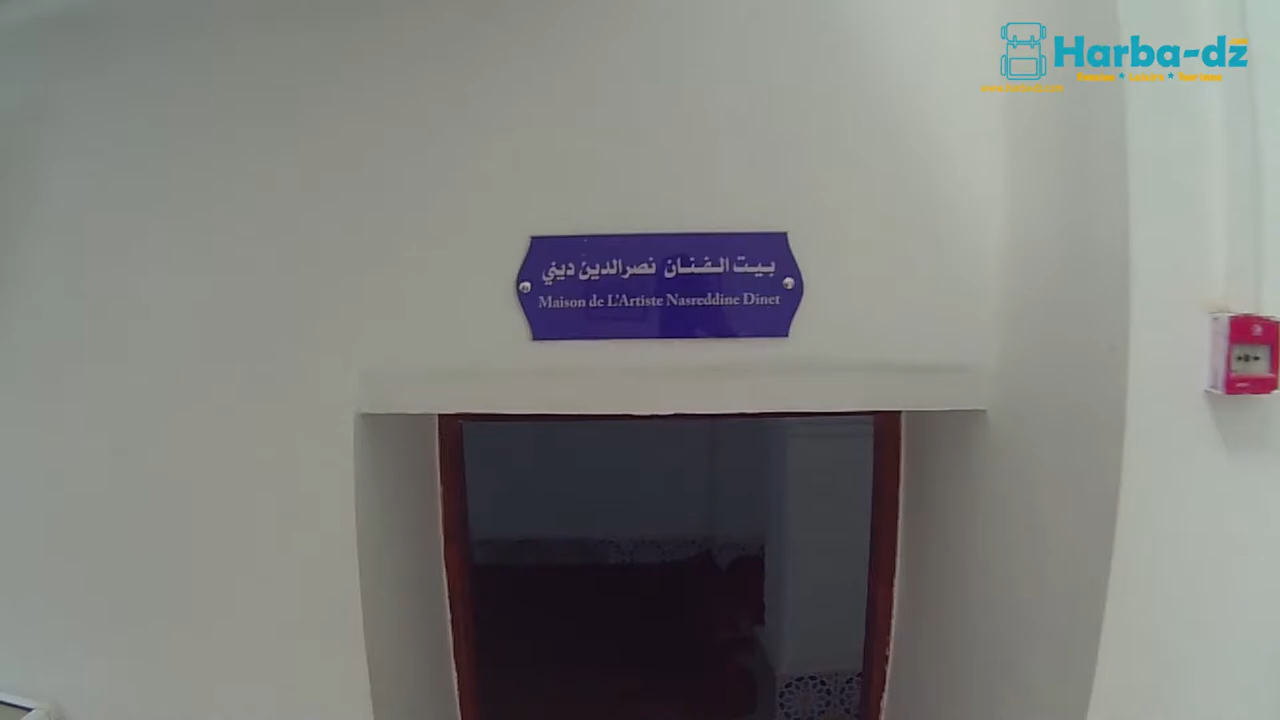 Harba-dz
بيت الفنان نصرالدين ديني
Maison de L'Artiste Nasreddine Dinet